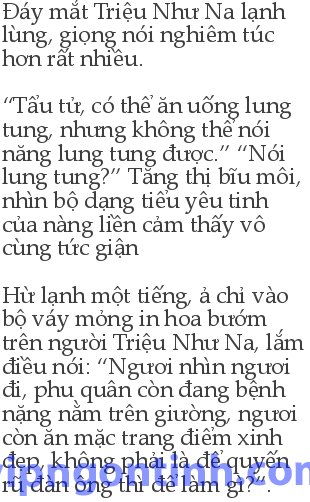 Đáy mắt Triệu Như Na lạnh
lùng, giọng nói nghiêm túc
hơn rất nhiều.
“Tẩu tử, có thể ăn uống lung
tung, nhưng không thể nói
năng lung tung được.” “Nói
lung tung?” Tăng thị bĩu môi,
nhìn bộ dạng tiểu yêu tinh
của nàng liền cảm thấy vô
cùng tức giận
Hừ lạnh một tiếng, ả chỉ vào
bộ váy mỏng in hoa bướm
trên người Triệu Như Na, lắm
điều nói: “Ngươi nhìn ngươi
đi, phu quân còn đang bệnh
nặng nằm trên giường, ngươi
còn ăn mặc trang điểm xinh
đẹp, không phải là để quyến
rũ đàn ông thì để làm gì?“.
vipngontinh.com